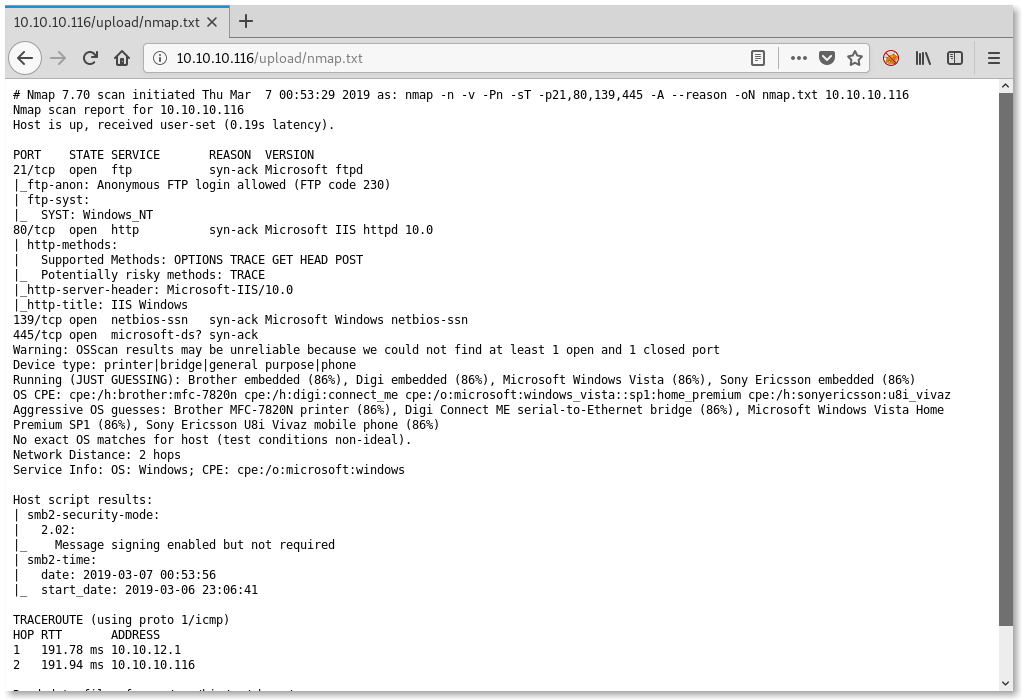 10.10.10.116/upload/nmap.txt
10.10.10.116/upload/nmap.txt
# Nmap 7.70 scan initiated Thu Mar  7 00:53:29 2019 as: nmap -n -v -Pn -sT -p21,80,139,445 -A --reason -oN nmap.txt 10.10.10.116
Nmap scan report for 10.10.10.116
Host is up, received user-set (0.19s latency).
PORT    STATE SERVICE       REASON  VERSION
21/tcp  open  ftp           syn-ack Microsoft ftpd
|_ftp-anon: Anonymous FTP login allowed (FTP code 230)
| ftp-syst:
|_  SYST: Windows_NT
80/tcp  open  http          syn-ack Microsoft IIS httpd 10.0
| http-methods:
|   Supported Methods: OPTIONS TRACE GET HEAD POST
|_  Potentially risky methods: TRACE
|_http-server-header: Microsoft-IIS/10.0
|_http-title: IIS Windows
139/tcp open  netbios-ssn   syn-ack Microsoft Windows netbios-ssn
445/tcp open  microsoft-ds? syn-ack
Warning: OSScan results may be unreliable because we could not find at least 1 open and 1 closed port
Device type: printer|bridge|general purpose|phone
Running (JUST GUESSING): Brother embedded (86%), Digi embedded (86%), Microsoft Windows Vista (86%), Sony Ericsson embedded (86%)
OS CPE: cpe:/h:brother:mfc-7820n cpe:/h:digi:connect_me cpe:/o:microsoft:windows_vista::sp1:home_premium cpe:/h:sonyericsson:u8i_vivaz
Aggressive OS guesses: Brother MFC-7820N printer (86%), Digi Connect ME serial-to-Ethernet bridge (86%), Microsoft Windows Vista Home
Premium SP1 (86%), Sony Ericsson U8i Vivaz mobile phone (86%)
No exact OS matches for host (test conditions non-ideal).
Network Distance: 2 hops
Service Info: OS: Windows; CPE: cpe:/o:microsoft:windows
Host script results:
| smb2-security-mode:
|   2.02:
|_    Message signing enabled but not required
| smb2-time:
|   date: 2019-03-07 00:53:56
|_  start_date: 2019-03-06 23:06:41
TRACEROUTE (using proto 1/icmp)
HOP RTT       ADDRESS
1   191.78 ms 10.10.12.1
2   191.94 ms 10.10.10.116